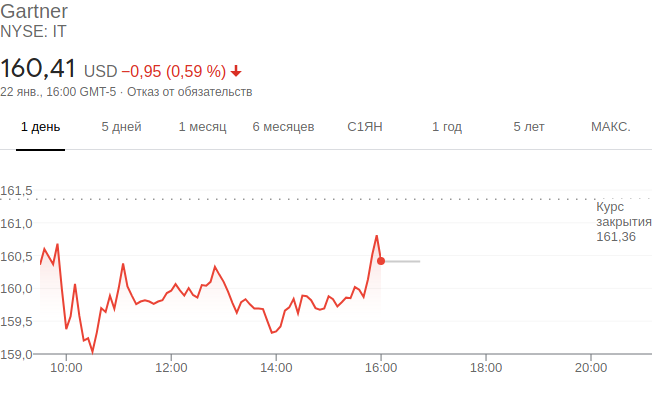 Gartner
NYSE: IT
160,41 USD −0,95 (0,59 %)
22 янв., 16:00 GMT-5 · Отказ от обязательств
1 день 5 дней 1 месяц 6 месяцев С1ЯН 1 год 5 лет МАКС.
161,5
Курс
закрытия
161,36
161,0
160,5
160,0
159,5
159,0
10:00 12:00 14:00 16:00 18:00 20:00